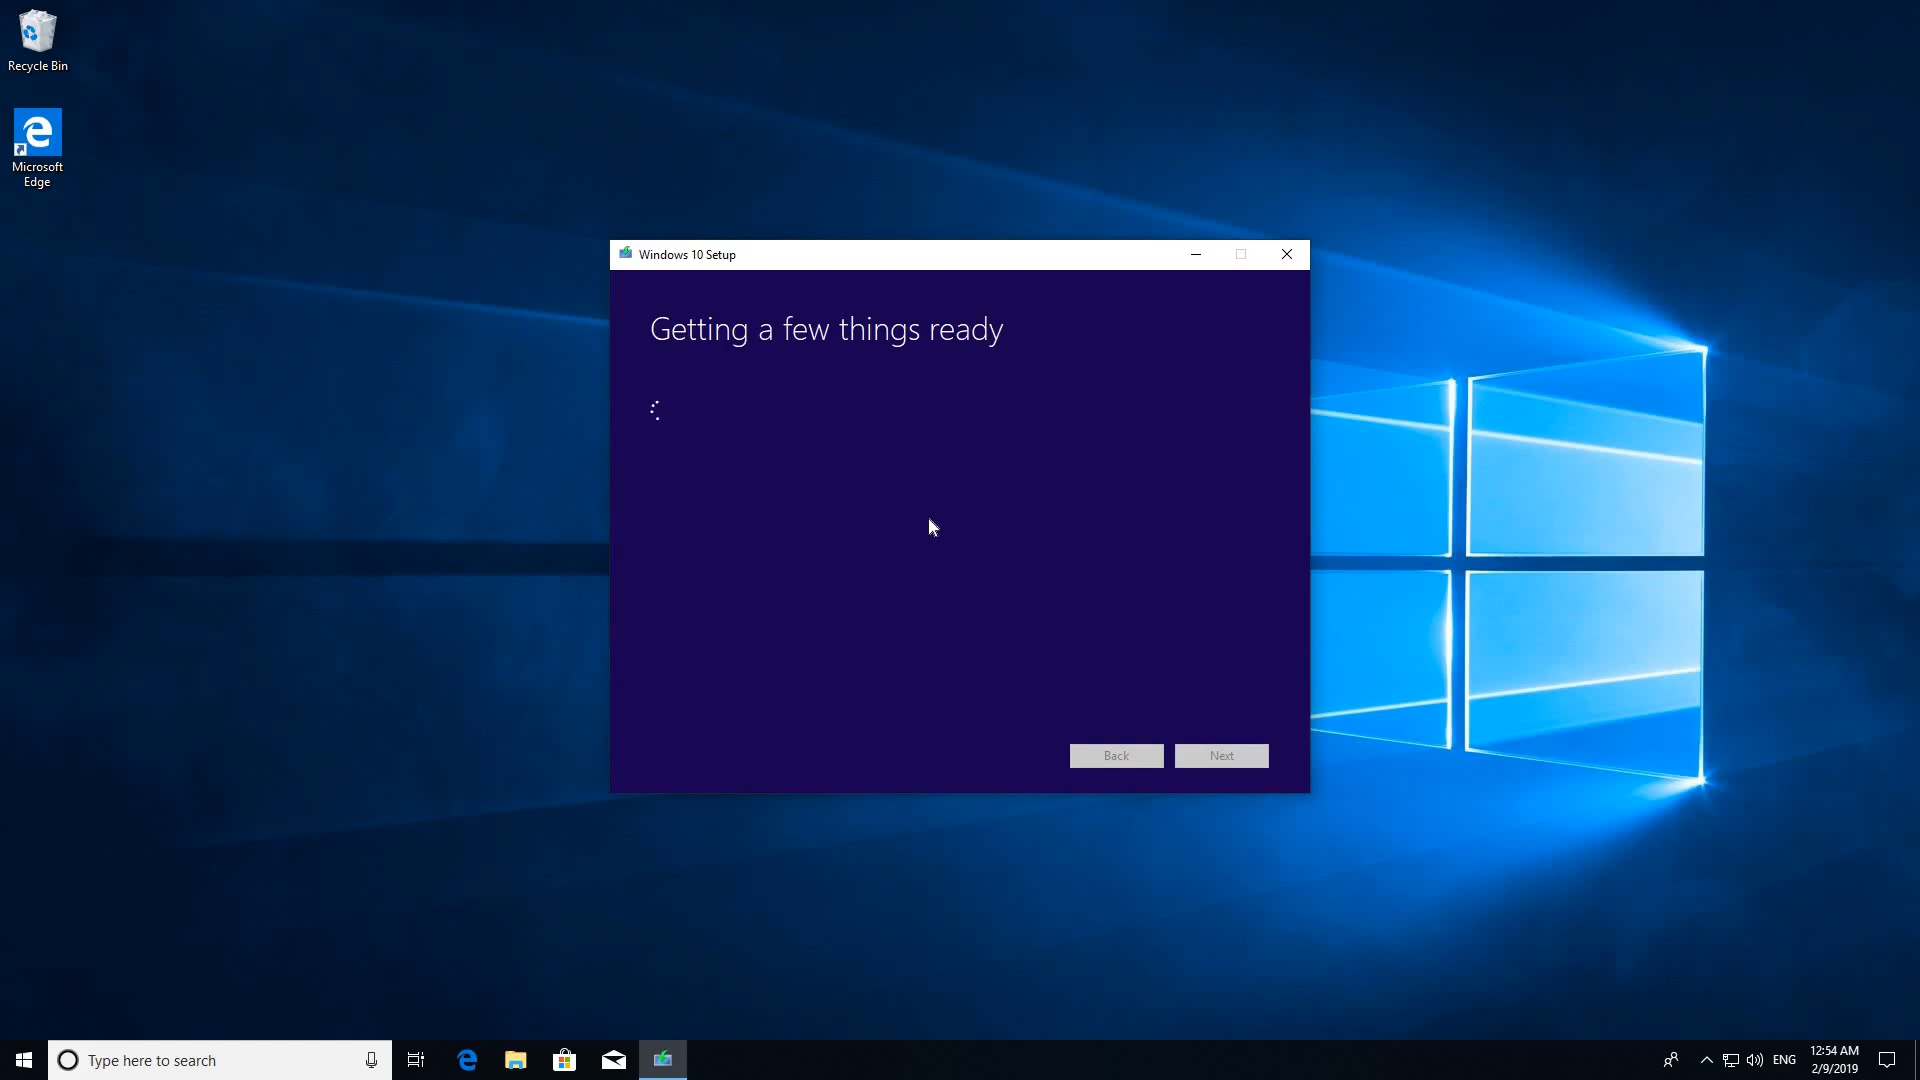 Recycle Bin
Microsoft
Edge
Windows 10 Setup
Getting a few things ready
Back
Next
Type here to search
ENG
12:54 AM
2/9/2019